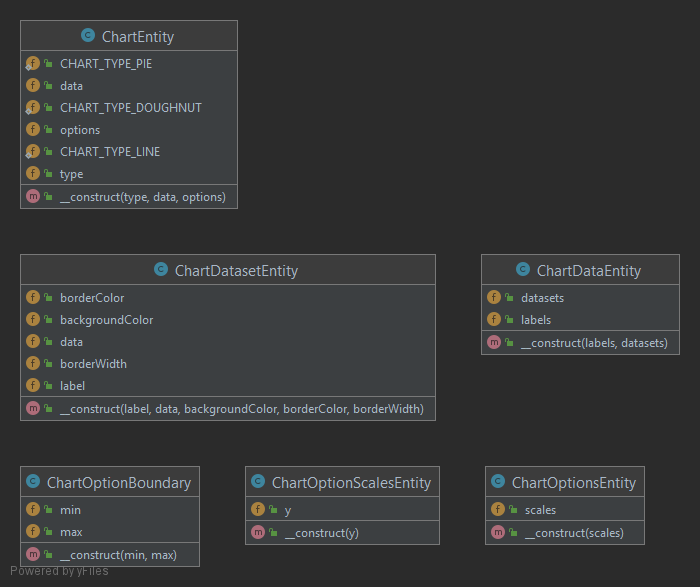 ChartEntity
CHART_TYPE_PIE
data
CHART_TYPE_DOUGHNUT
options
CHART_TYPE_LINE
type
__construct(type, data, options)
ChartDatasetEntity
borderColor
backgroundColor
data
borderWidth
label
__construct(label, data, backgroundColor, borderColor, borderWidth)
ChartDataEntity
datasets
labels
__construct(labels, datasets)
ChartOptionBoundary
min
max
__construct(min, max)
ChartOptionScalesEntity
y
__construct(y)
ChartOptionsEntity
scales
__construct(scales)
Powered by yFiles